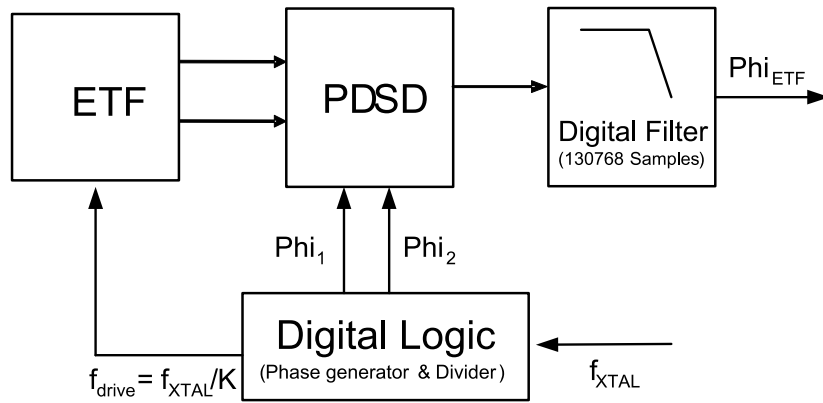 ETF
PDSD
Digital Filter
(130768 Samples)
Phi_ETF
Phi_1
Phi_2
Digital Logic
(Phase generator & Divider)
f_drive = f_XTAL/K
f_XTAL